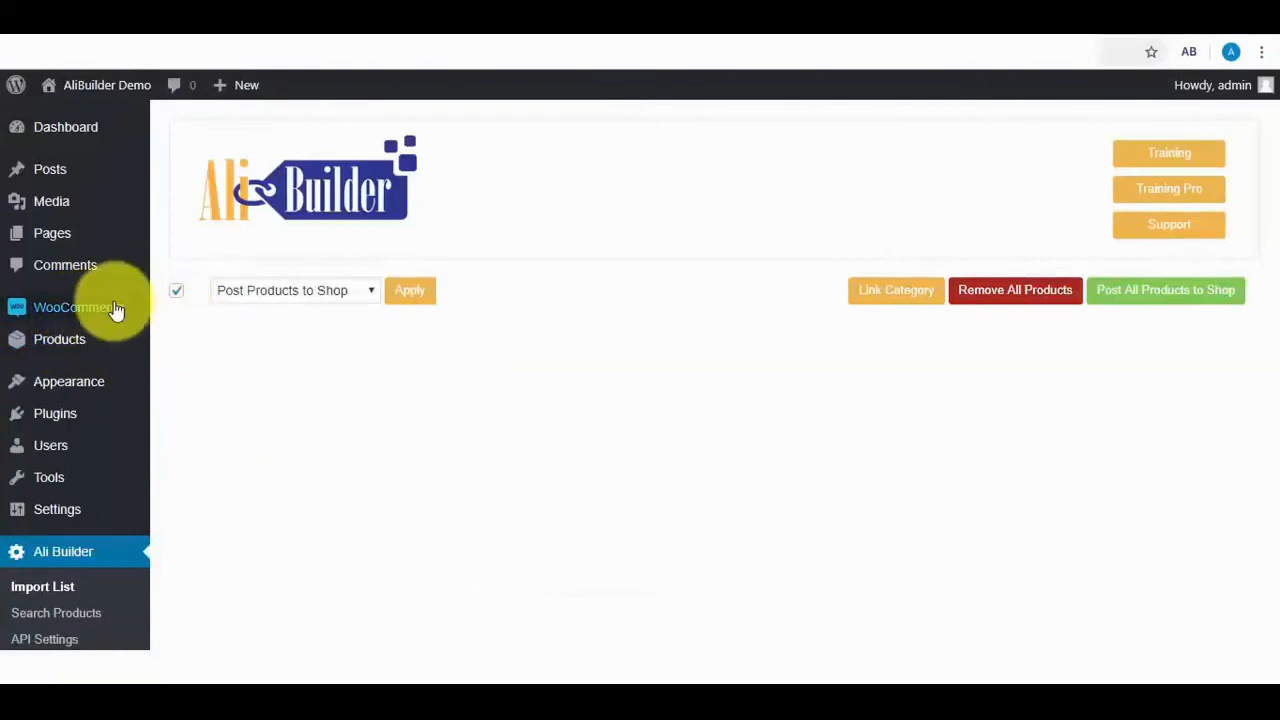 AB
A
AliBuilder Demo
0
New
Howdy, admin
Dashboard
Posts
Media
Pages
Comments
WooCommer
Products
Appearance
Plugins
Users
Tools
Settings
Ali Builder
Import List
Search Products
API Settings
Ali Builder
Training
Training Pro
Support
Post Products to Shop
Apply
Link Category
Remove All Products
Post All Products to Shop